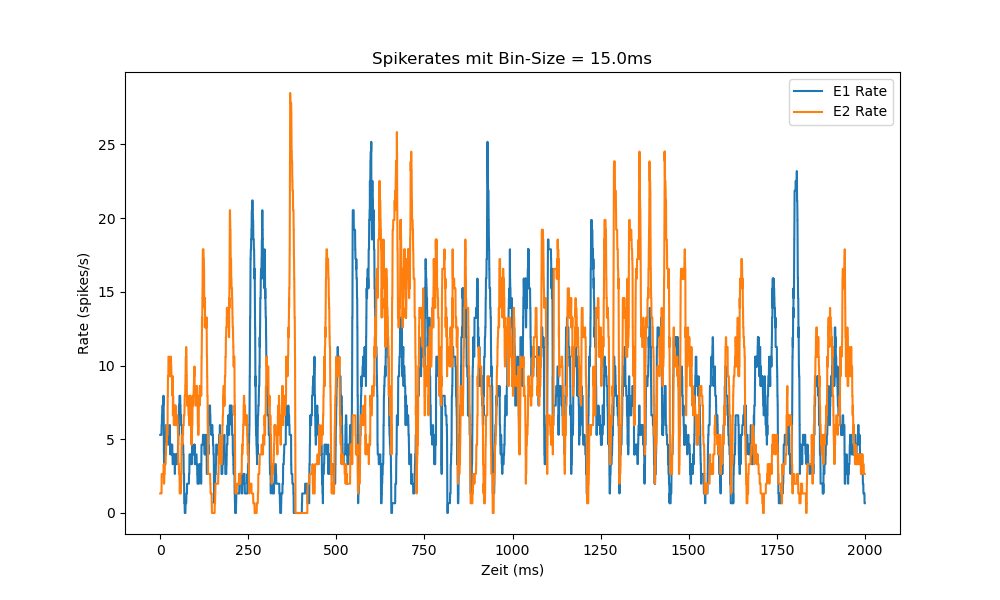 Spikerates mit Bin-Size = 15.0ms
E1 Rate
E2 Rate
25
20
15
10
5
0
Rate (spikes/s)
0 250 500 750 1000 1250 1500 1750 2000
Zeit (ms)